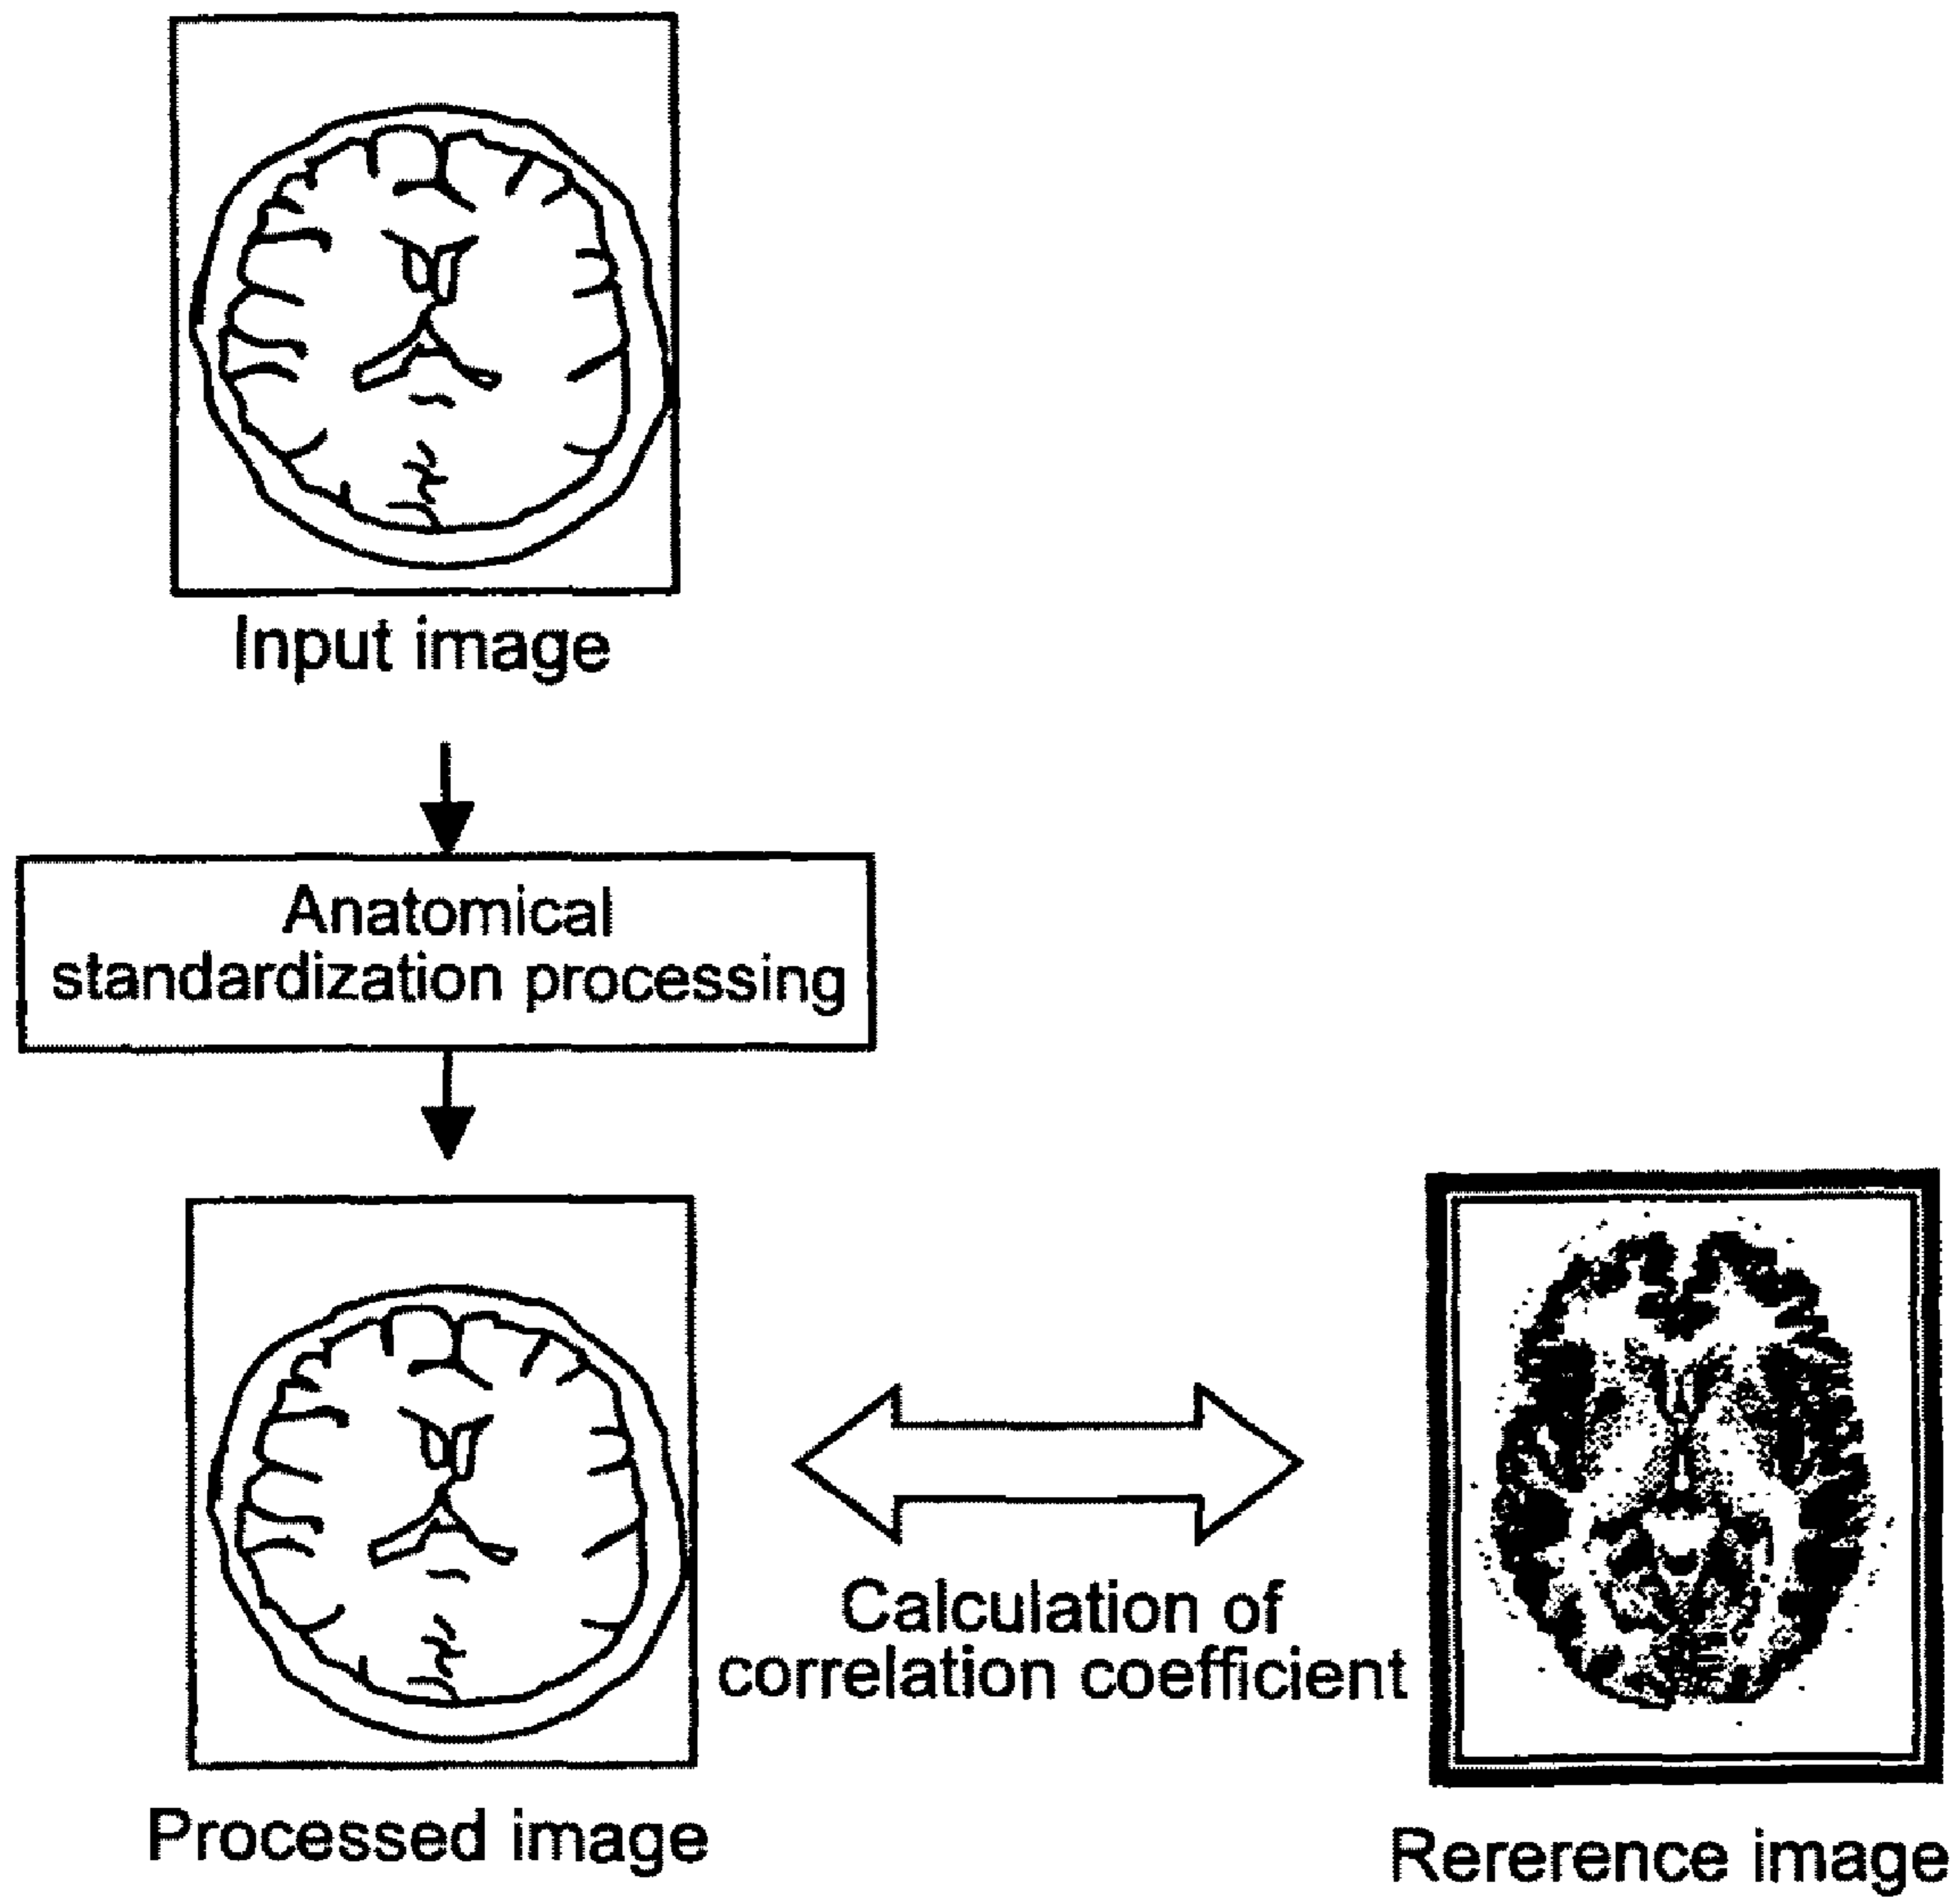 Input image
Anatomical
standardization processing
Calculation of
correlation coefficient
Processed image
Rererence image